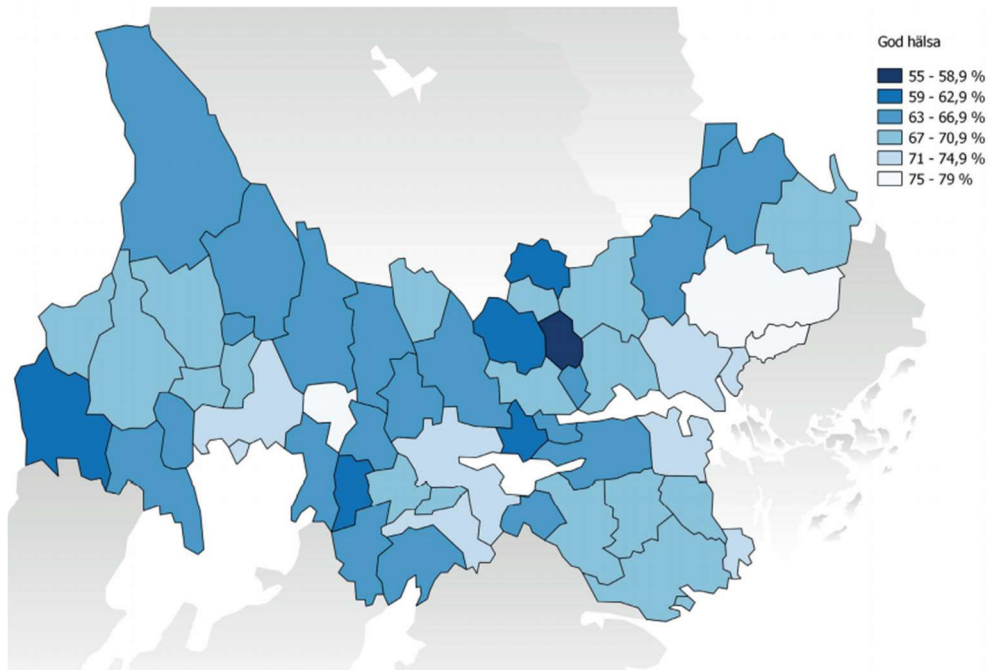 God hälsa
55 - 58,9 %
59 - 62,9 %
63 - 66,9 %
67 - 70,9 %
71 - 74,9 %
75 - 79 %